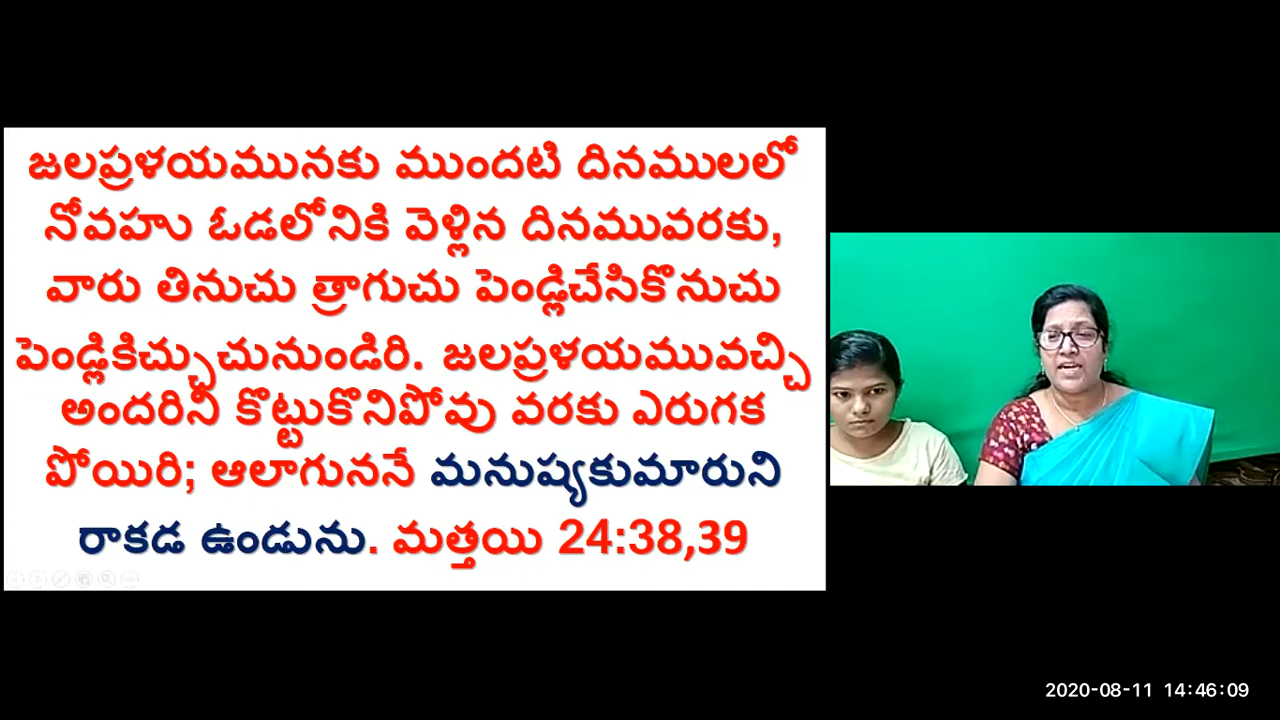 జలప్రళయమునకు ముందటి దినములలో
నోవహు ఓడలోనికి వెళ్లిన దినమువరకు,
వారు తినుచు త్రాగుచు పెండ్లిచేసికొనుచు
పెండ్లికిచ్చుచునుండిరి. జలప్రళయమువచ్చి
అందరిని కొట్టుకొనిపోవు వరకు ఎరుగక
పోయిరి; ఆలాగుననే మనుష్యకుమారుని
రాకడ ఉండును. మత్తయి 24:38,39
2020-08-11 14:46:09